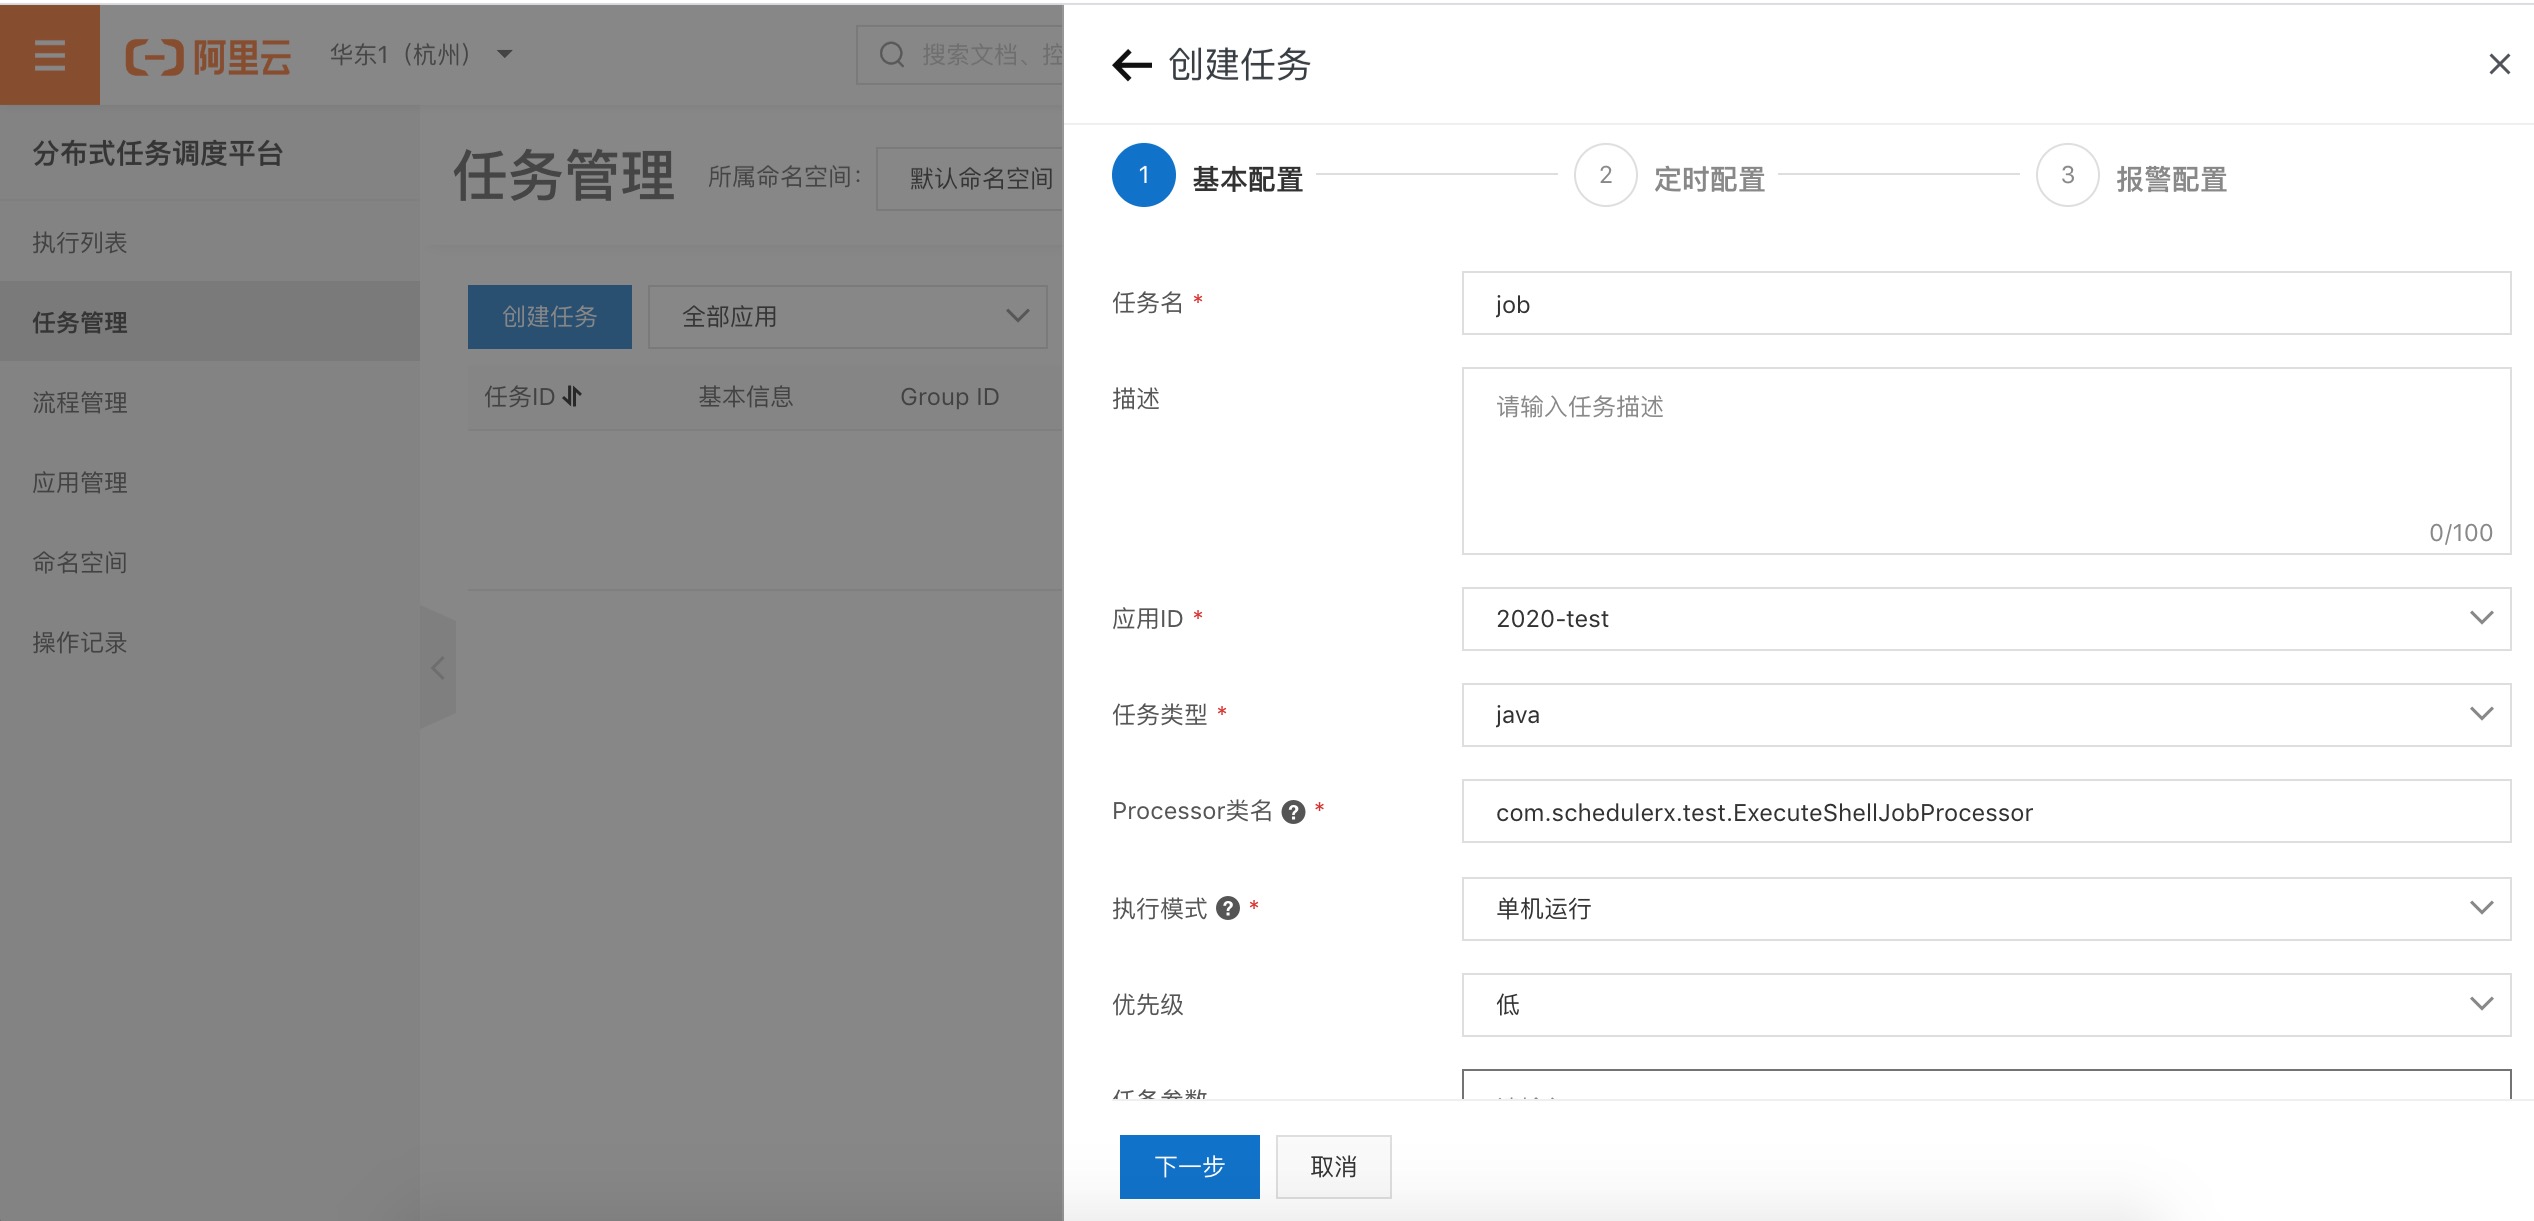 阿里云
华东1（杭州）
搜索文档、控
分布式任务调度平台
执行列表
任务管理
流程管理
应用管理
命名空间
操作记录
任务管理
所属命名空间：
默认命名空间
创建任务
全部应用
任务ID 基本信息 Group ID
创建任务
1 基本配置
2 定时配置
3 报警配置
任务名 *
job
描述
请输入任务描述
0/100
应用ID *
2020-test
任务类型 *
java
Processor类名 ? *
com.schedulerx.test.ExecuteShellJobProcessor
执行模式 ? *
单机运行
优先级
低
任务参数
下一步
取消